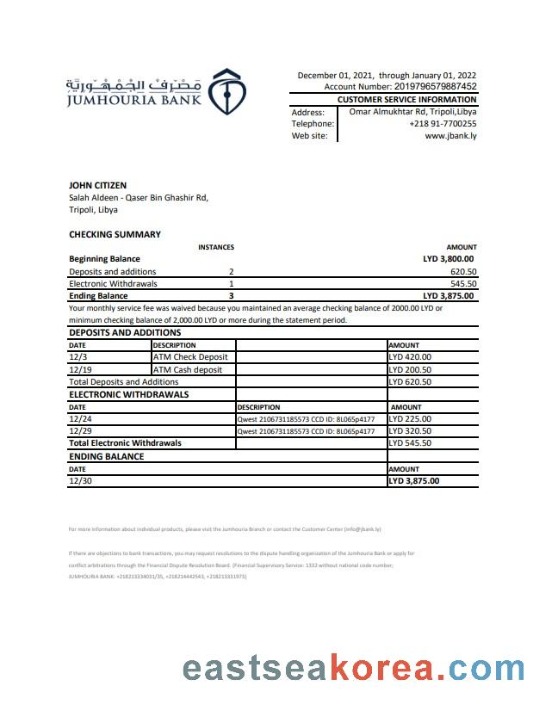 مصرف الجمهورية
JUMHOURIA BANK
December 01, 2021, through January 01, 2022
Account Number: 2019796579887452
CUSTOMER SERVICE INFORMATION
Address: Omar Almukhtar Rd, Tripoli,Libya
Telephone: +218 91-7700255
Web site: www.jbank.ly
JOHN CITIZEN
Salah Aldeen - Qaser Bin Ghashir Rd,
Tripoli, Libya
CHECKING SUMMARY
INSTANCES AMOUNT
Beginning Balance LYD 3,800.00
Deposits and additions 2 620.50
Electronic Withdrawals 1 545.50
Ending Balance 3 LYD 3,875.00
Your monthly service fee was waived because you maintained an average checking balance of 2000.00 LYD or
minimum checking balance of 2,000.00 LYD or more during the statement period.
DEPOSITS AND ADDITIONS
DATE DESCRIPTION AMOUNT
12/3 ATM Check Deposit LYD 420.00
12/19 ATM Cash deposit LYD 200.50
Total Deposits and Additions LYD 620.50
ELECTRONIC WITHDRAWALS
DATE DESCRIPTION AMOUNT
12/24 Qwest 2106731185573 CCD ID: 8L065p4177 LYD 225.00
12/29 Qwest 2106731185573 CCD ID: 8L065p4177 LYD 320.50
Total Electronic Withdrawals LYD 545.50
ENDING BALANCE
DATE AMOUNT
12/30 LYD 3,875.00
For more information about individual products, please visit the Jumhouria Branch or contact the Customer Center (info@jbank.ly)
If there are objections to bank transactions, you may request resolutions to the dispute handling organization of the Jumhouria Bank or apply for
conflict arbitrations through the Financial Dispute Resolution Board. (Financial Supervisory Service: 1333 without national code number,
JUMHOURIA BANK:
eastseakorea.com